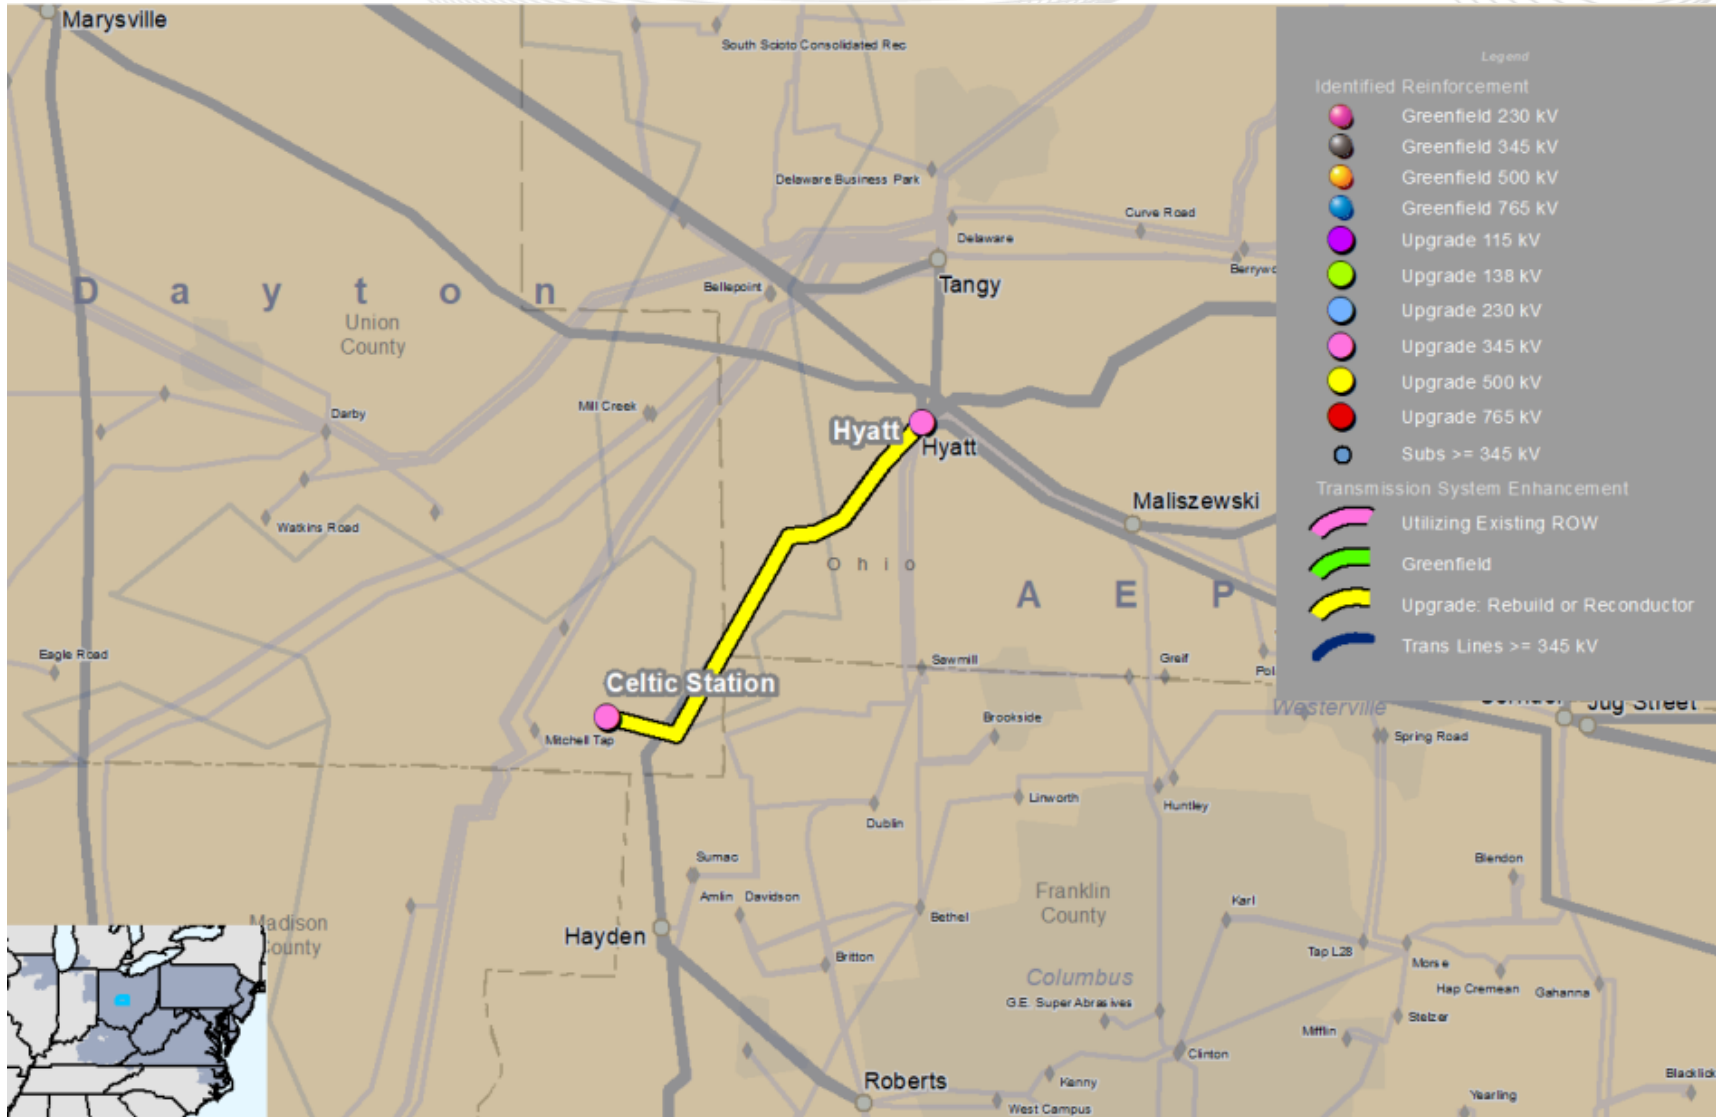 Marysville
South Scioto Consolidated Rec
Delaware Business Park
Curve Road
Delaware
Tangy
Bellepoint
Dayton
Union
County
Mill Creek
Darby
Hyatt
Hyatt
Maliszewski
Watkins Road
Ohio
AEP
Eagle Road
Sawmill
Greif
Celtic Station
Mitchell Tap
Brookside
Westerville
Jug Street
Spring Road
Linworth
Huntley
Dublin
Sumac
Blendon
Amlin
Davidson
Franklin
County
Karl
Bethel
Hayden
Britton
Tap L28
Morse
Columbus
Hap Cremean
Gahanna
G.E. Super Abrasives
Stelzer
Mifflin
Clinton
Roberts
Kenny
West Campus
Yearling
Blacklick
County
Legend
Identified Reinforcement
Greenfield 230 kV
Greenfield 345 kV
Greenfield 500 kV
Greenfield 765 kV
Upgrade 115 kV
Upgrade 138 kV
Upgrade 230 kV
Upgrade 345 kV
Upgrade 500 kV
Upgrade 765 kV
Subs >= 345 kV
Transmission System Enhancement
Utilizing Existing ROW
Greenfield
Upgrade: Rebuild or Reconductor
Trans Lines >= 345 kV